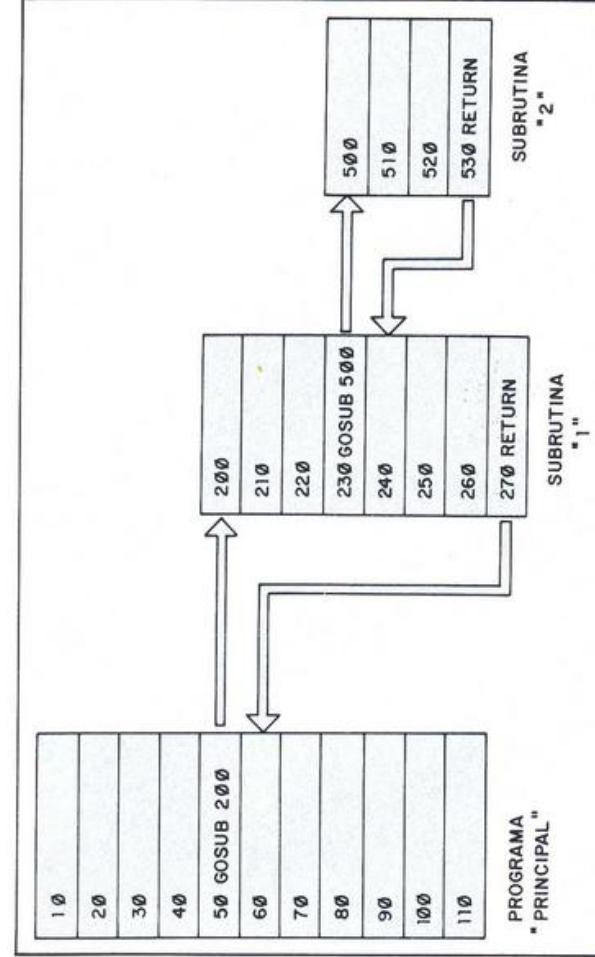 10
20
30
40
50 GOSUB 200
60
70
80
90
100
110
PROGRAMA
"PRINCIPAL"
200
210
220
230 GOSUB 500
240
250
260
270 RETURN
SUBRUTINA
"1"
500
510
520
530 RETURN
SUBRUTINA
"2"